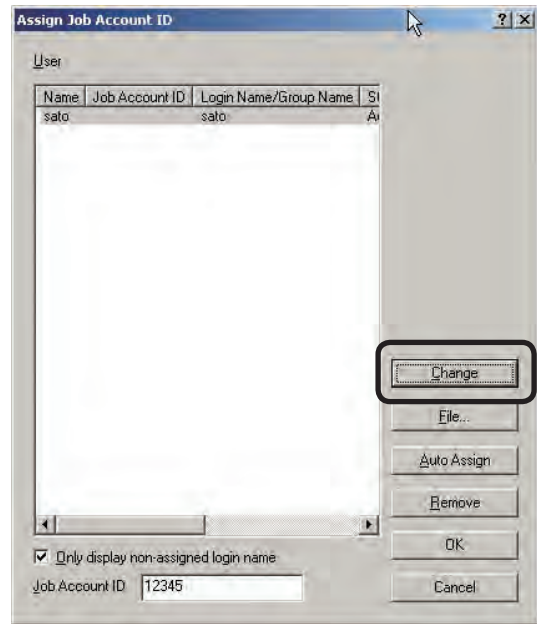 Assign Job Account ID
User
Name Job Account ID Login Name/Group Name
sato sato
Change
File...
Auto Assign
Remove
OK
Cancel
Only display non-assigned login name
Job Account ID 12345